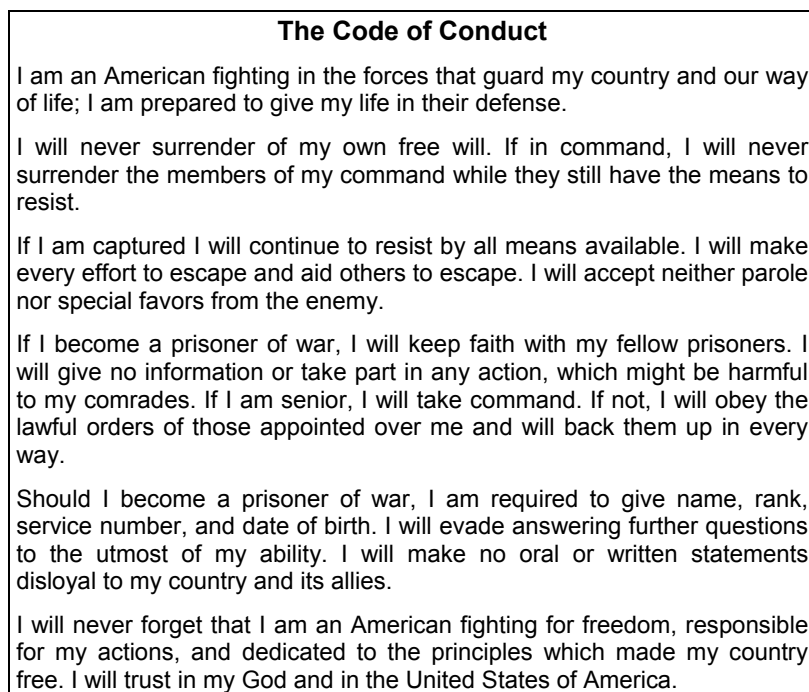 The Code of Conduct
I am an American fighting in the forces that guard my country and our way
of life; I am prepared to give my life in their defense.
I will never surrender of my own free will. If in command, I will never
surrender the members of my command while they still have the means to
resist.
If I am captured I will continue to resist by all means available. I will make
every effort to escape and aid others to escape. I will accept neither parole
nor special favors from the enemy.
If I become a prisoner of war, I will keep faith with my fellow prisoners. I
will give no information or take part in any action, which might be harmful
to my comrades. If I am senior, I will take command. If not, I will obey the
lawful orders of those appointed over me and will back them up in every
way.
Should I become a prisoner of war, I am required to give name, rank,
service number, and date of birth. I will evade answering further questions
to the utmost of my ability. I will make no oral or written statements
disloyal to my country and its allies.
I will never forget that I am an American fighting for freedom, responsible
for my actions, and dedicated to the principles which made my country
free. I will trust in my God and in the United States of America.